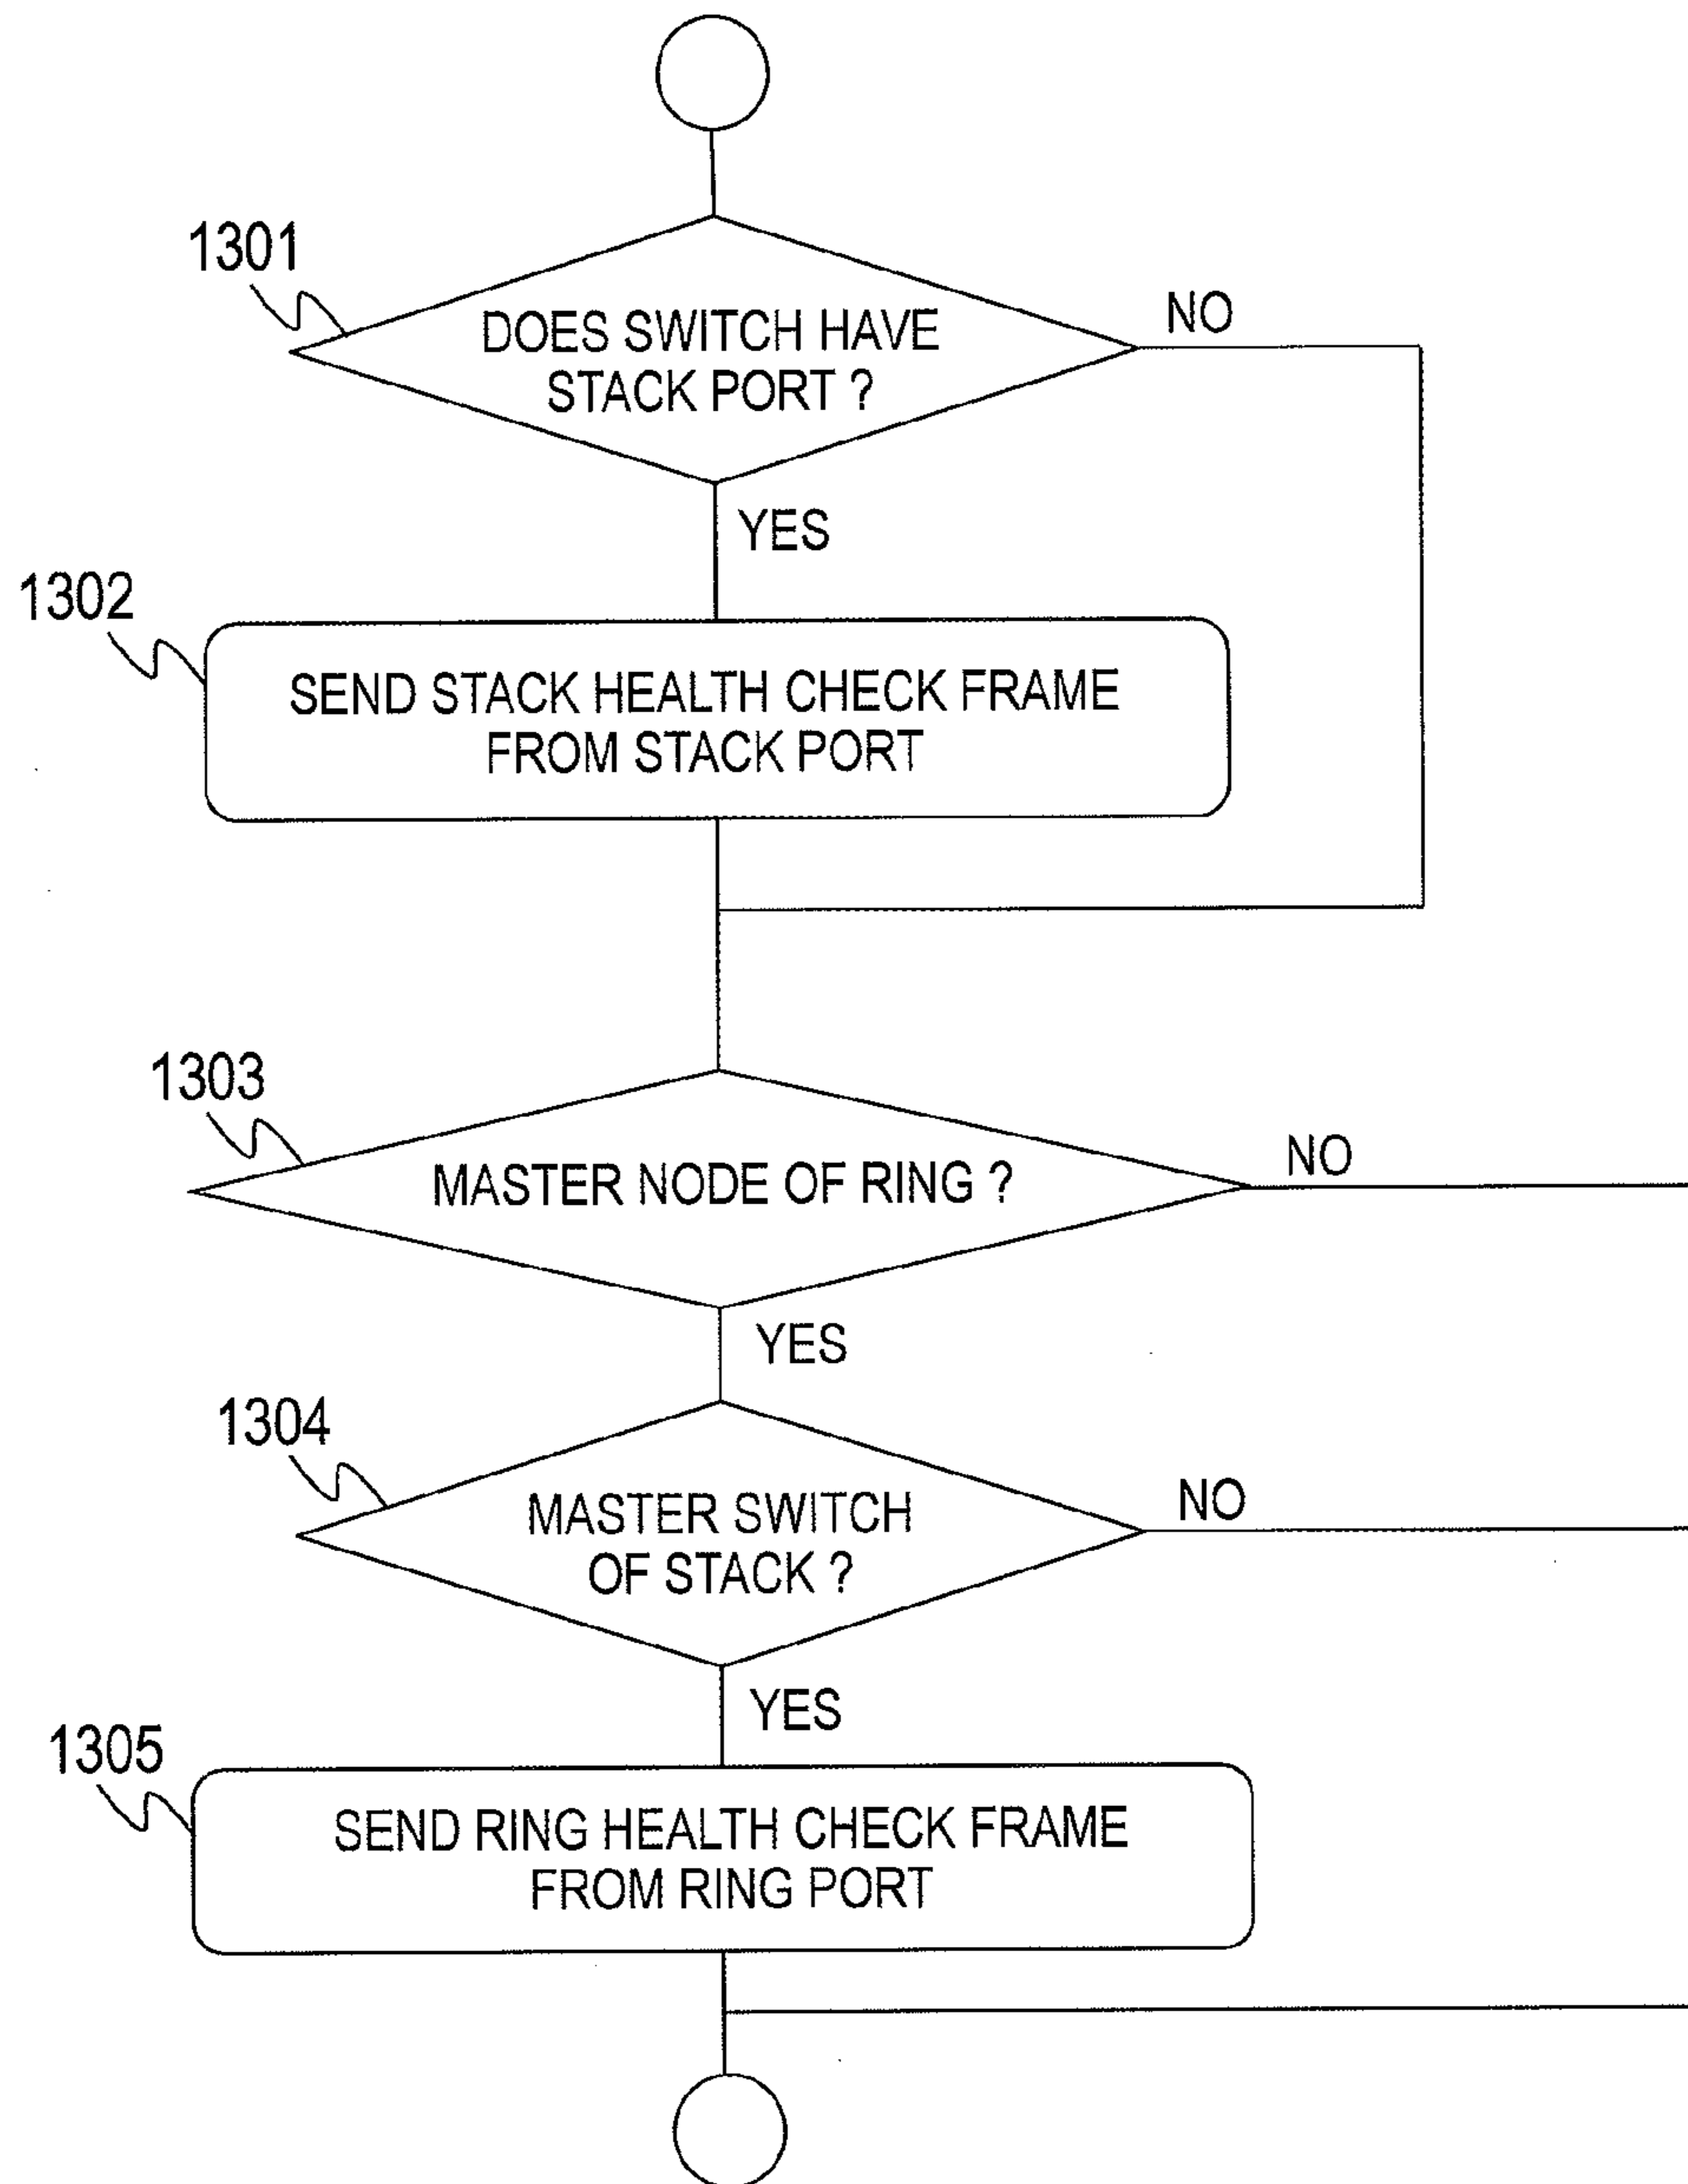 1301
DOES SWITCH HAVE
STACK PORT ?
NO
YES
1302
SEND STACK HEALTH CHECK FRAME
FROM STACK PORT
1303
MASTER NODE OF RING ?
NO
YES
1304
MASTER SWITCH
OF STACK ?
NO
YES
1305
SEND RING HEALTH CHECK FRAME
FROM RING PORT